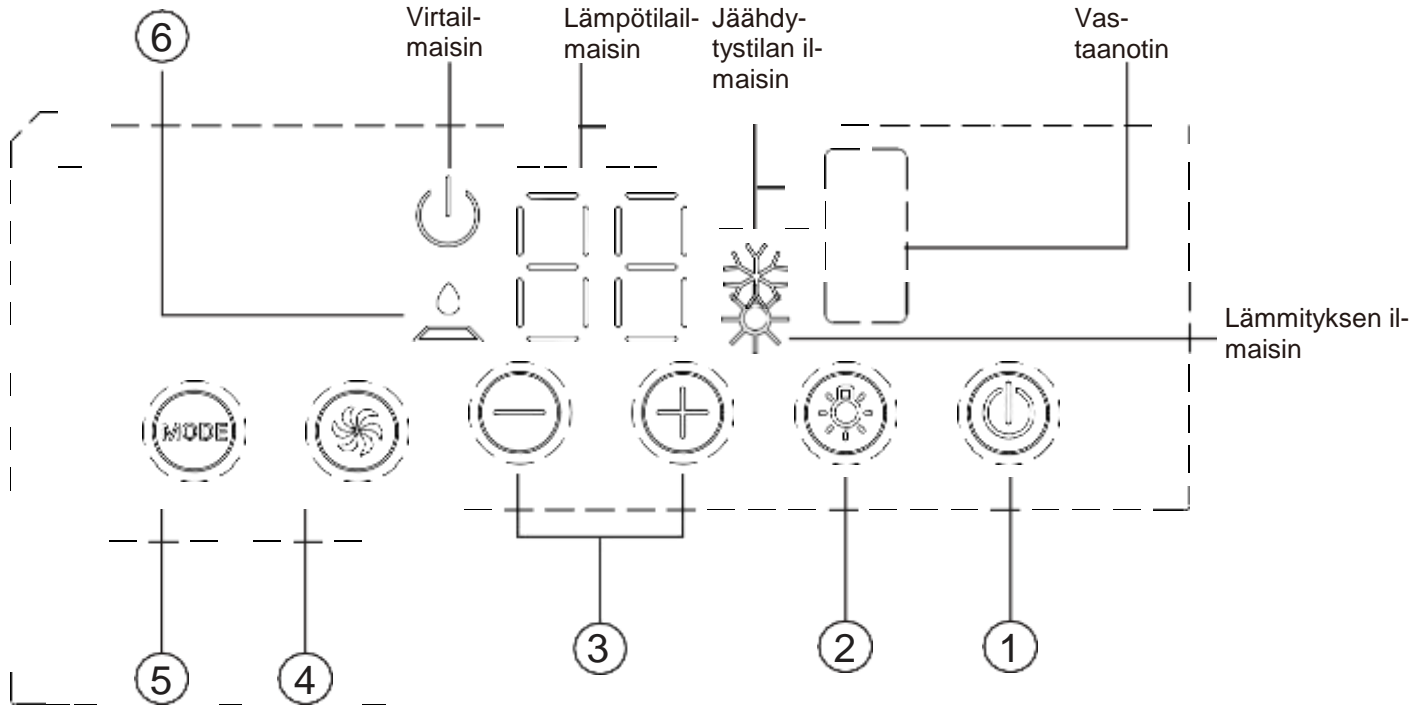 6
Virtail-
maisin
Lämpötilail-
maisin
Jäähdy-
tystilan il-
maisin
Vas-
taanotin
Lämmityksen il-
maisin
MODE
5
4
3
2
1